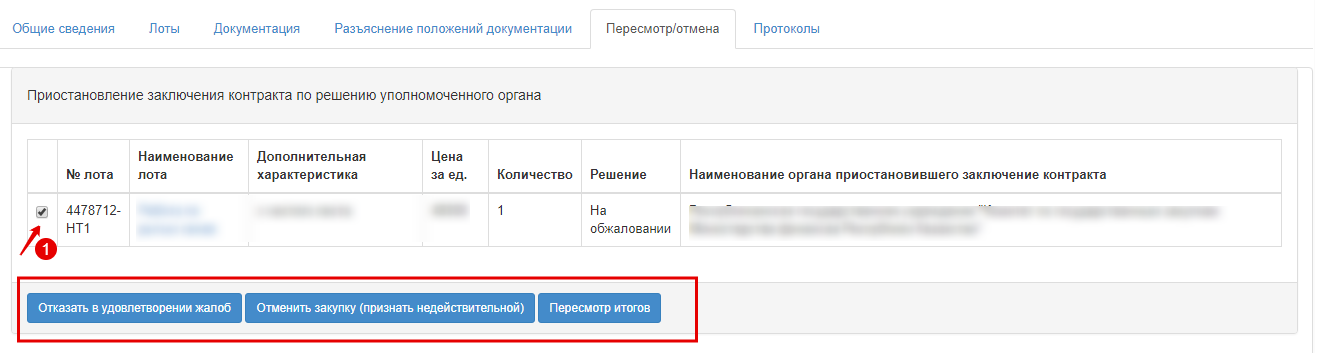 Общие сведения Лоты Документация Разъяснение положений документации Пересмотр/отмена Протоколы
Приостановление заключения контракта по решению уполномоченного органа
№ лота Наименование лота Дополнительная характеристика Цена за ед. Количество Решение Наименование органа приостановившего заключение контракта
4478712-
НТ1
1
На
обжаловании
1
Отказать в удовлетворении жалоб Отменить закупку (признать недействительной) Пересмотр итогов